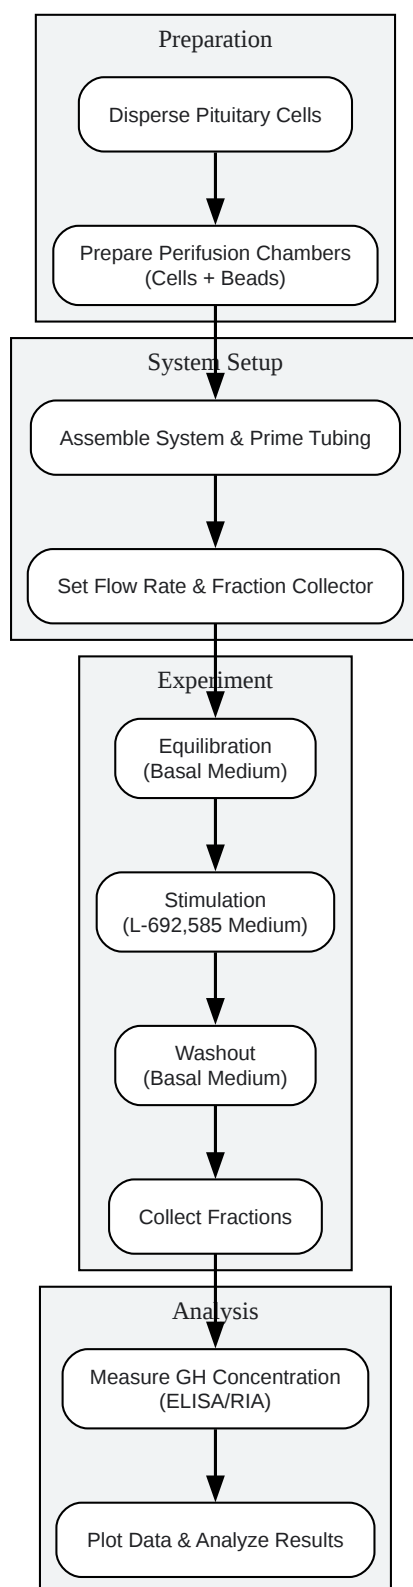 Preparation
Disperse Pituitary Cells
Prepare Perifusion Chambers
(Cells + Beads)
System Setup
Assemble System & Prime Tubing
Set Flow Rate & Fraction Collector
Experiment
Equilibration
(Basal Medium)
Stimulation
(L-692,585 Medium)
Washout
(Basal Medium)
Collect Fractions
Analysis
Measure GH Concentration
(ELISA/RIA)
Plot Data & Analyze Results